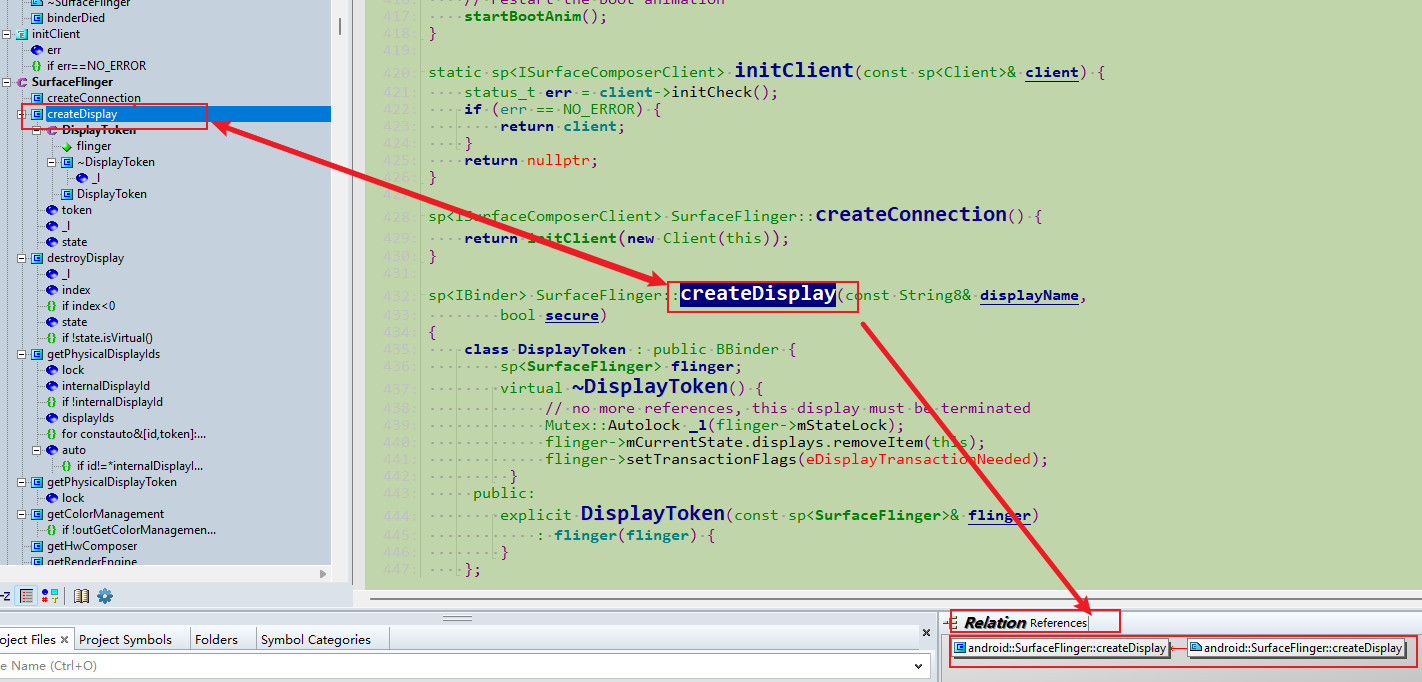 ~SurfaceFlinger
binderDied
initClient
err
if err==NO_ERROR
SurfaceFlinger
createConnection
createDisplay
DisplayToken
flinger
~DisplayToken
_l
DisplayToken
token
_l
state
destroyDisplay
_l
index
if index<0
state
if !state.isVirtual()
getPhysicalDisplayIds
lock
internalDisplayId
if !internalDisplayId
displayIds
for constauto&[id,token]:...
auto
if id!=*internalDisplayI...
getPhysicalDisplayToken
lock
getColorManagement
if !outGetColorManagemen...
getHwComposer
getRenderEngine
// restart the boot animation
417: startBootAnim();
418: }
419:
420: static sp<ISurfaceComposerClient> initClient(const sp<Client>& client) {
421: status_t err = client->initCheck();
422: if (err == NO_ERROR) {
423: return client;
424: }
425: return nullptr;
426: }
428: sp<ISurfaceComposerClient> SurfaceFlinger::createConnection() {
429: return initClient(new Client(this));
430: }
431:
432: sp<IBinder> SurfaceFlinger::createDisplay(const String8& displayName,
433: bool secure)
434: {
435: class DisplayToken : public BBinder {
436: sp<SurfaceFlinger> flinger;
437: virtual ~DisplayToken() {
438: // no more references, this display must be terminated
439: Mutex::Autolock _l(flinger->mStateLock);
440: flinger->mCurrentState.displays.removeItem(this);
441: flinger->setTransactionFlags(eDisplayTransactionNeeded);
442: }
443: public:
444: explicit DisplayToken(const sp<SurfaceFlinger>& flinger)
445: : flinger(flinger) {
446: }
447: };
oject Files × Project Symbols Folders Symbol Categories
e Name (Ctrl+O)
Relation References
android::SurfaceFlinger::createDisplay android::SurfaceFlinger::createDisplay